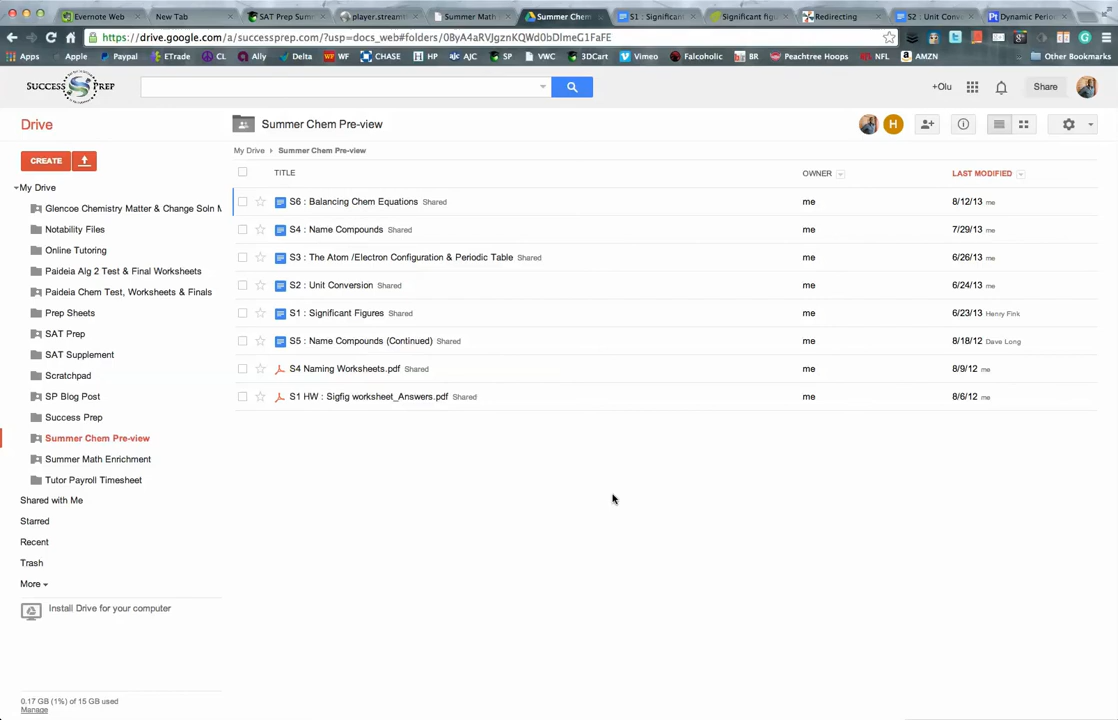 Evernote Web
New Tab
SAT Prep Summ
player.stream
Summer Math
Summer Chem
S1 : Significant
Significant figu
Redirecting
S2 : Unit Conv
Dynamic Perio
https://drive.google.com/a/successprep.com/?usp=docs_web#folders/
Apps Apple Paypal ETrade CL Ally Delta WF CHASE HP AJC SP VWC 3DCart Vimeo Falcoholic BR Peachtree Hoops NFL AMZN Other Bookmarks
SUCCESS PREP
+Olu
Share
Drive
Summer Chem Pre-view
H
My Drive Summer Chem Pre-view
CREATE
TITLE OWNER LAST MODIFIED
My Drive
Glencoe Chemistry Matter & Change Soln M
Notability Files
Online Tutoring
Paideia Alg 2 Test & Final Worksheets
Paideia Chem Test, Worksheets & Finals
Prep Sheets
SAT Prep
SAT Supplement
Scratchpad
SP Blog Post
Success Prep
Summer Chem Pre-view
Summer Math Enrichment
Tutor Payroll Timesheet
Shared with Me
Starred
Recent
Trash
More
Install Drive for your computer
0.17 GB (1%) of 15 GB used
Manage
S6 : Balancing Chem Equations Shared me 8/12/13 me
S4 : Name Compounds Shared me 7/29/13 me
S3 : The Atom /Electron Configuration & Periodic Table Shared me 6/26/13 me
S2 : Unit Conversion Shared me 6/24/13 me
S1 : Significant Figures Shared me 6/23/13 Henry Fink
S5 : Name Compounds (Continued) Shared me 8/18/12 Dave Long
S4 Naming Worksheets.pdf Shared me 8/9/12 me
S1 HW : Sigfig worksheet_Answers.pdf Shared me 8/6/12 me